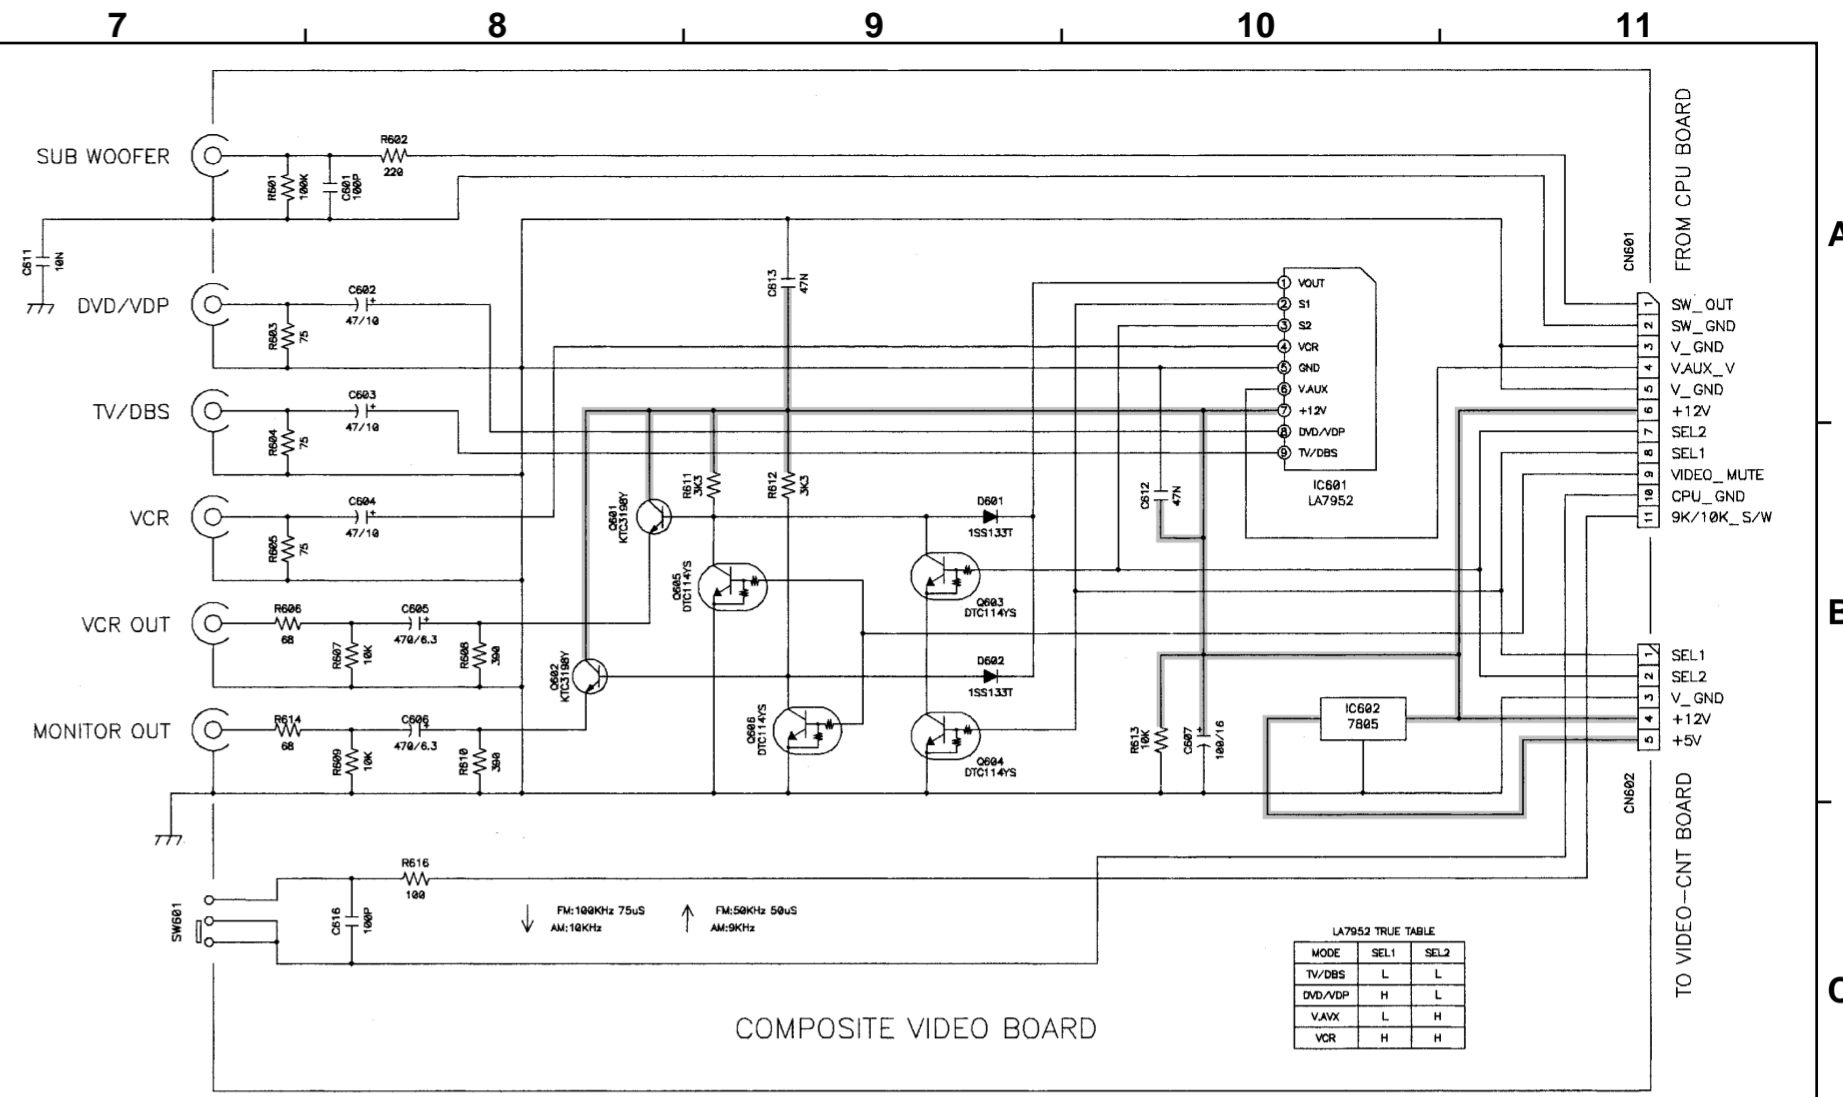 7 8 9 10 11
A
B
C
SUB WOOFER
R601
100K
C601
100P
R602
220
C611
10N
DVD/VDP
R603
75
C602
47/10
TV/DBS
R604
75
C603
47/10
VCR
R605
75
C604
47/10
VCR OUT
R606
68
R607
10K
C605
470/6.3
R608
390
MONITOR OUT
R614
68
R609
10K
C606
470/6.3
R610
390
C613
47N
R611
3K3
R612
3K3
Q601
KTC3198Y
Q605
DTC114YS
Q602
KTC3198Y
Q606
DTC114YS
D601
1SS133T
Q603
DTC114YS
D602
1SS133T
Q604
DTC114YS
C612
47N
R613
10K
C607
100/16
1 VOUT
2 S1
3 S2
4 VCR
5 GND
6 V.AUX
7 +12V
8 DVD/VDP
9 TV/DBS
IC601
LA7952
IC602
7805
FROM CPU BOARD
CN601
1 SW_OUT
2 SW_GND
3 V_GND
4 V.AUX_V
5 V_GND
6 +12V
7 SEL2
8 SEL1
9 VIDEO_MUTE
10 CPU_GND
11 9K/10K_S/W
1 SEL1
2 SEL2
3 V_GND
4 +12V
5 +5V
CN602
TO VIDEO-CNT BOARD
SW601
C616
100P
R616
100
FM:100KHz 75uS
AM:10KHz
FM:50KHz 50uS
AM:9KHz
LA7952 TRUE TABLE
MODE SEL1 SEL2
TV/DBS L L
DVD/VDP H L
V.AVX L H
VCR H H
COMPOSITE VIDEO BOARD